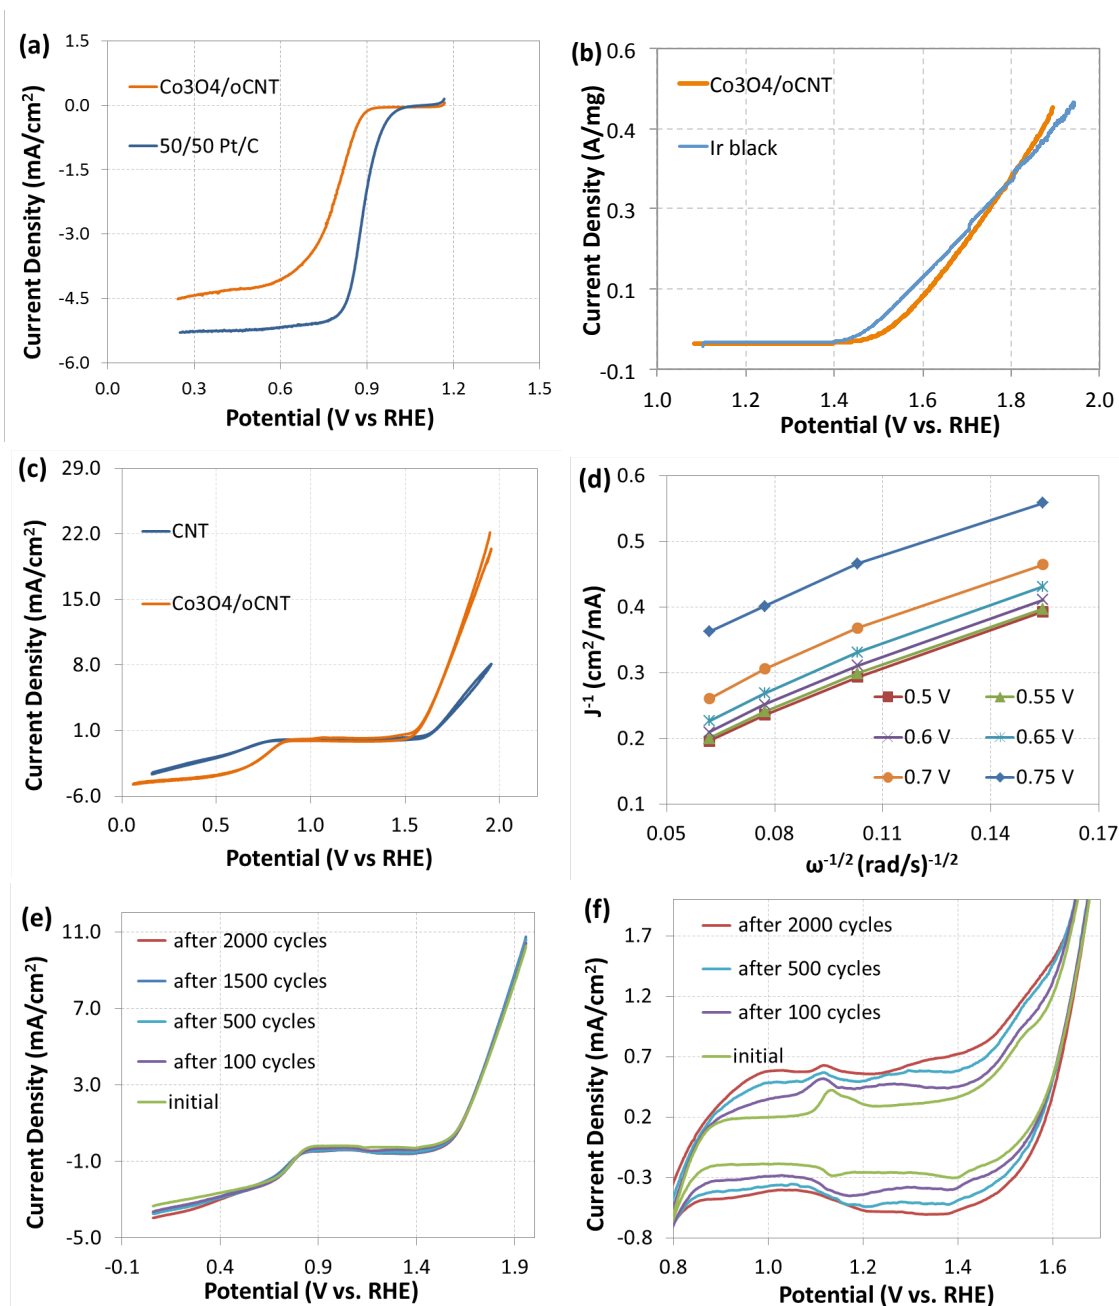 (a)
1.5
0.0
-1.5
-3.0
-4.5
-6.0
Current Density (mA/cm²)
Co3O4/oCNT
50/50 Pt/C
0.0 0.3 0.6 0.9 1.2 1.5
Potential (V vs RHE)
(b)
0.6
0.4
0.3
0.1
-0.1
Current Density (A/mg)
Co3O4/oCNT
Ir black
1.0 1.2 1.4 1.6 1.8 2.0
Potential (V vs. RHE)
(c)
29.0
22.0
15.0
8.0
1.0
-6.0
Current Density (mA/cm²)
CNT
Co3O4/oCNT
0.0 0.5 1.0 1.5 2.0
Potential (V vs RHE)
(d)
0.6
0.5
0.4
0.3
0.2
0.1
J⁻¹ (cm²/mA)
0.5 V 0.55 V
0.6 V 0.65 V
0.7 V 0.75 V
0.05 0.08 0.11 0.14 0.17
ω⁻¹/² (rad/s)⁻¹/²
(e)
11.0
7.0
3.0
-1.0
-5.0
Current Density (mA/cm²)
after 2000 cycles
after 1500 cycles
after 500 cycles
after 100 cycles
initial
-0.1 0.4 0.9 1.4 1.9
Potential (V vs. RHE)
(f)
1.7
1.2
0.7
0.2
-0.3
-0.8
Current Density (mA/cm²)
after 2000 cycles
after 500 cycles
after 100 cycles
initial
0.8 1.0 1.2 1.4 1.6
Potential (V vs. RHE)